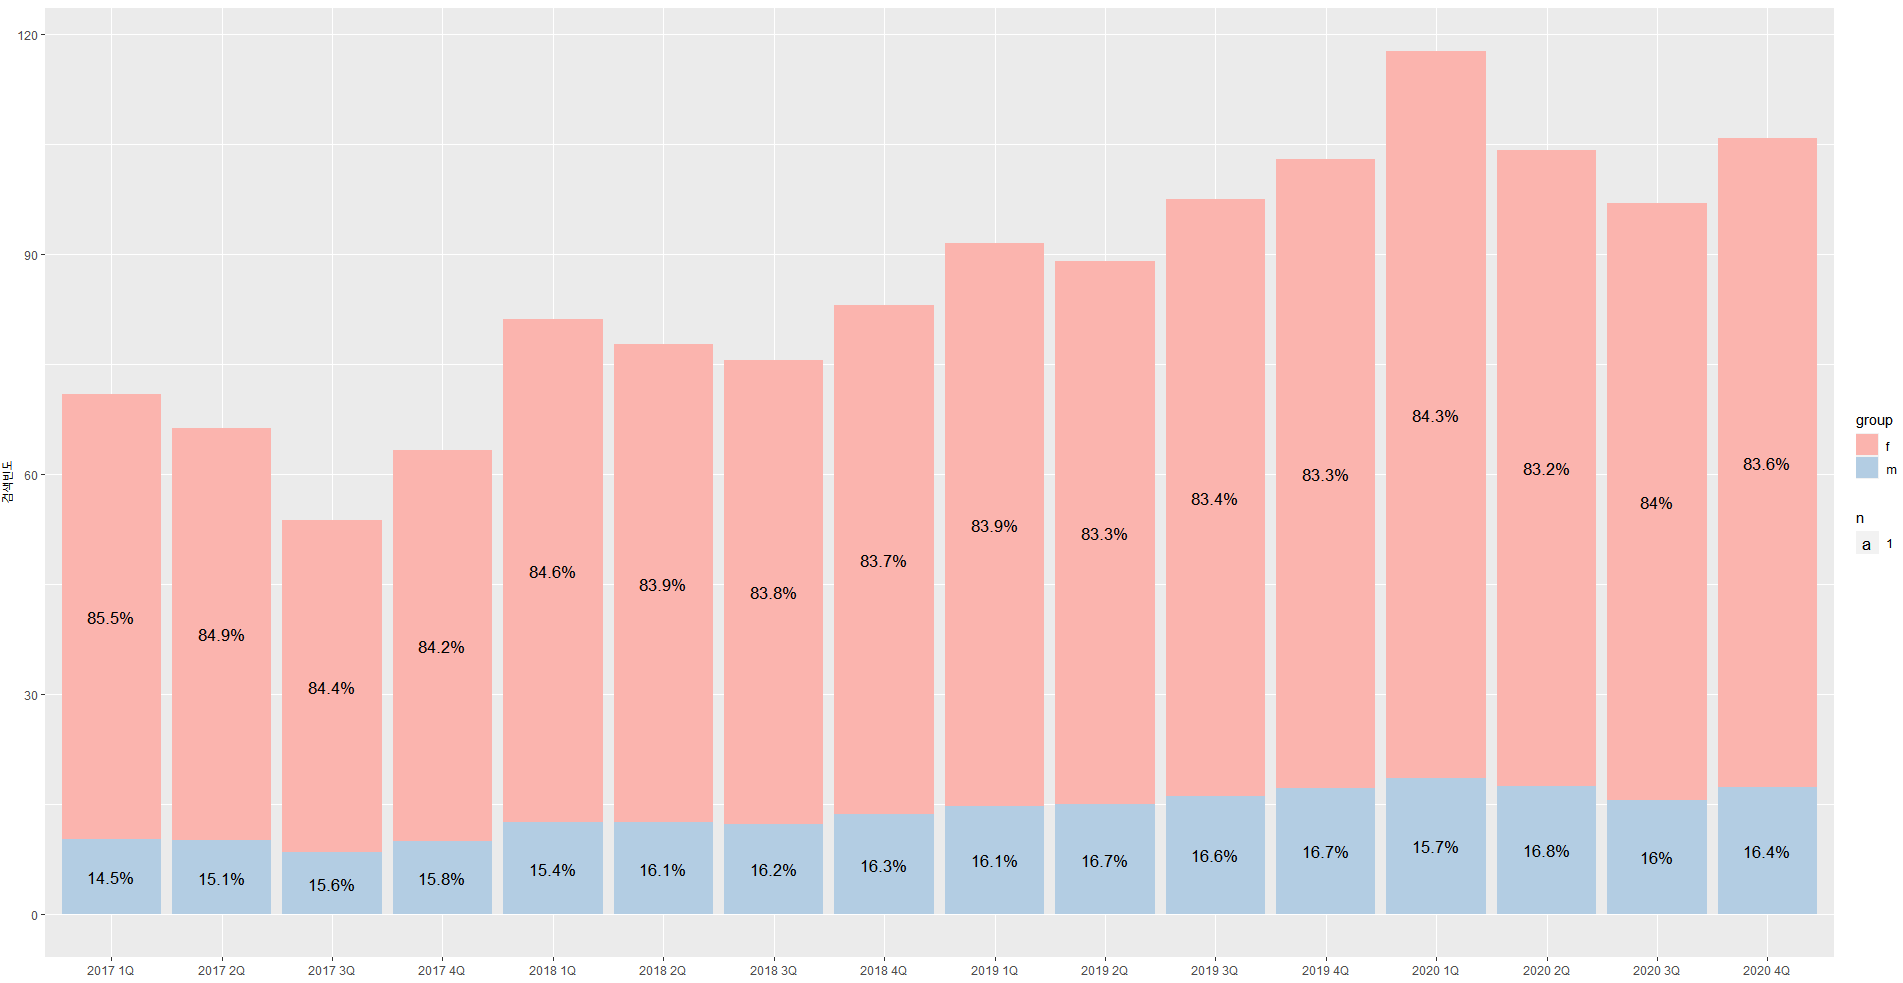 120
90
60
30
0
검색빈도
85.5%
84.9%
84.4%
84.2%
84.6%
83.9%
83.8%
83.7%
83.9%
83.3%
83.4%
83.3%
84.3%
83.2%
84%
83.6%
14.5%
15.1%
15.6%
15.8%
15.4%
16.1%
16.2%
16.3%
16.1%
16.7%
16.6%
16.7%
15.7%
16.8%
16%
16.4%
2017 1Q
2017 2Q
2017 3Q
2017 4Q
2018 1Q
2018 2Q
2018 3Q
2018 4Q
2019 1Q
2019 2Q
2019 3Q
2019 4Q
2020 1Q
2020 2Q
2020 3Q
2020 4Q
group
f
m
n
a 1